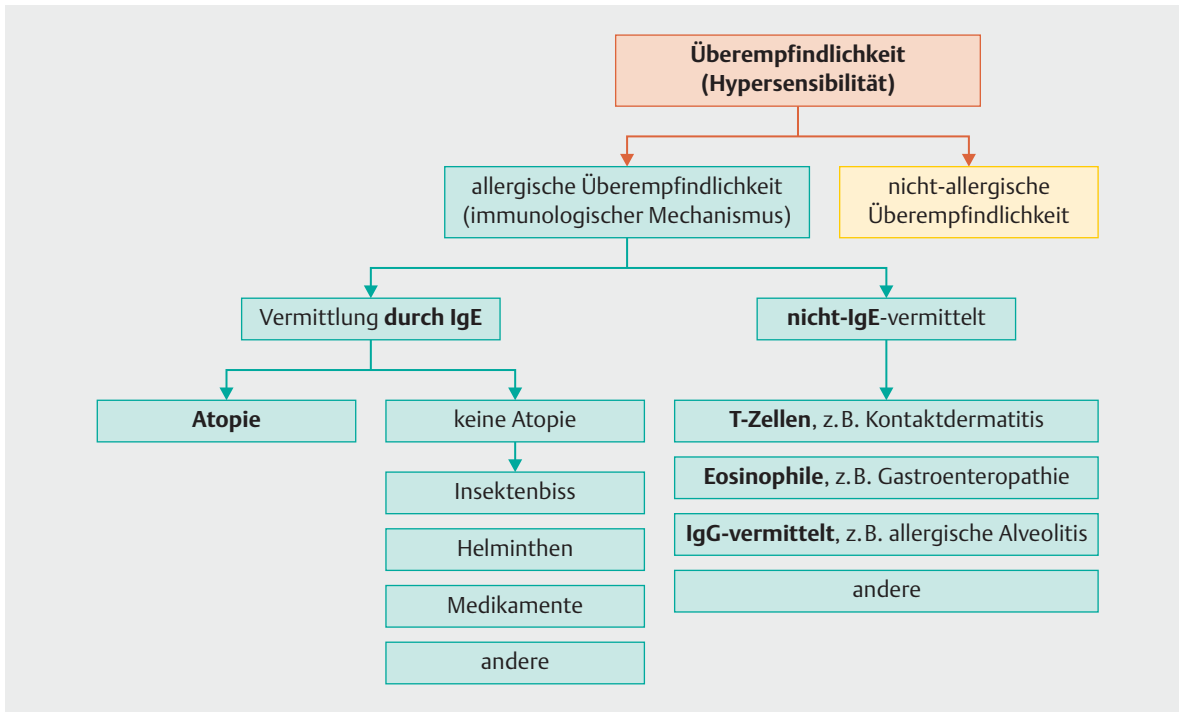 Überempfindlichkeit
(Hypersensibilität)
allergische Überempfindlichkeit
(immunologischer Mechanismus)
nicht-allergische
Überempfindlichkeit
Vermittlung durch IgE
nicht-IgE-vermittelt
Atopie
keine Atopie
Insektenbiss
Helminthen
Medikamente
andere
T-Zellen, z.B. Kontaktdermatitis
Eosinophile, z.B. Gastroenteropathie
IgG-vermittelt, z.B. allergische Alveolitis
andere